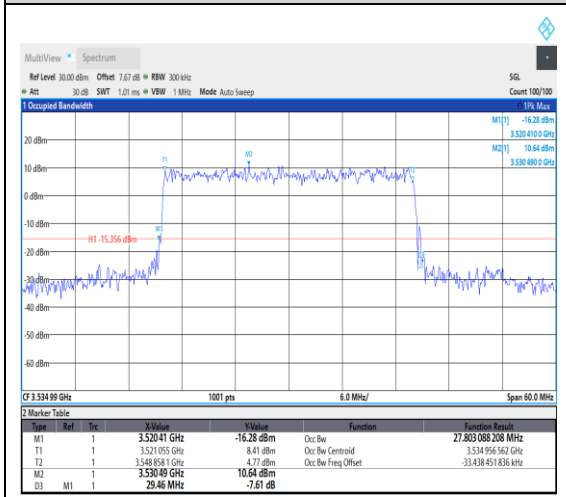 MultiView Spectrum
Ref Level 30.00 dBm Offset 7.67 dB RBW 300 kHz SGL
Att 30 dB SWT 1.01 ms VBW 1 MHz Mode Auto Sweep Count 100/100
1 Occupied Bandwidth 1Pk Max
M1[1] -16.28 dBm
3.520 410 0 GHz
M2[1] 10.64 dBm
3.530 490 0 GHz
20 dBm
T1
M2
10 dBm
0 dBm
-10 dBm
M1
H1 -15.356 dBm
-20 dBm
-30 dBm
-40 dBm
-50 dBm
-60 dBm
CF 3.534 99 GHz 1001 pts 6.0 MHz/ Span 60.0 MHz
2 Marker Table
Type Ref Trc X-Value Y-Value Function Function Result
M1 1 3.52041 GHz -16.28 dBm Occ Bw 27.803 088 208 MHz
T1 1 3.521 055 GHz 8.41 dBm Occ Bw Centroid 3.534 956 562 GHz
T2 1 3.548 858 1 GHz 4.77 dBm Occ Bw Freq Offset -33.438 451 836 kHz
M2 1 3.53049 GHz 10.64 dBm
D3 M1 1 29.46 MHz -7.61 dB